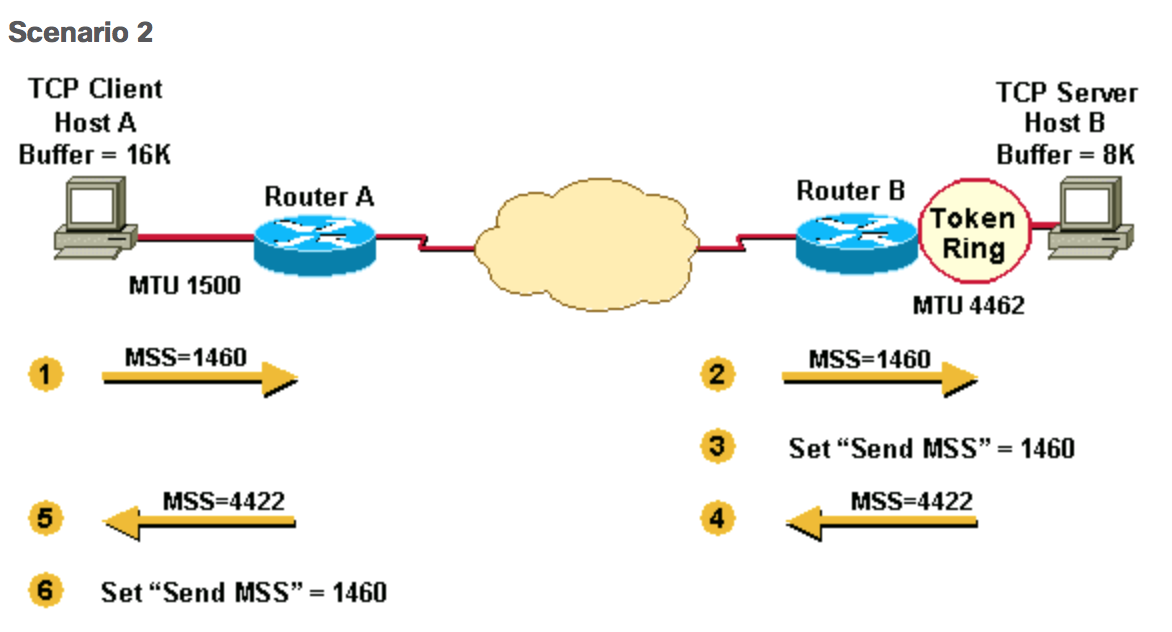 Scenario 2
TCP Client
Host A
Buffer = 16K
TCP Server
Host B
Buffer = 8K
Router A
Router B
Token
Ring
MTU 1500
MTU 4462
1
MSS=1460
2
MSS=1460
3
Set “Send MSS” = 1460
5
MSS=4422
4
MSS=4422
6
Set “Send MSS” = 1460